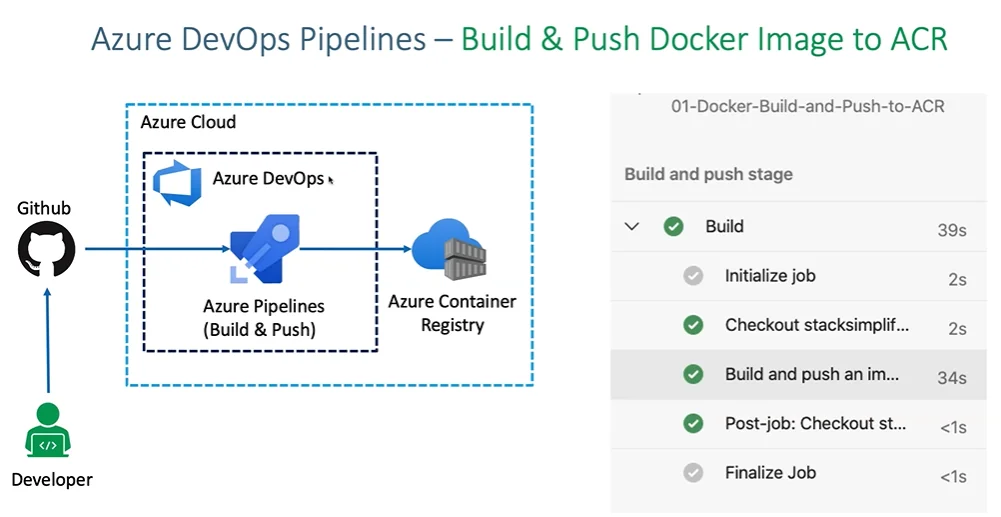 Azure DevOps Pipelines – Build & Push Docker Image to ACR
Azure Cloud
Azure DevOps
Github
Azure Pipelines
(Build & Push)
Azure Container
Registry
Developer
01-Docker-Build-and-Push-to-ACR
Build and push stage
Build 39s
Initialize job 2s
Checkout stacksimplif... 2s
Build and push an im... 34s
Post-job: Checkout st... <1s
Finalize Job <1s